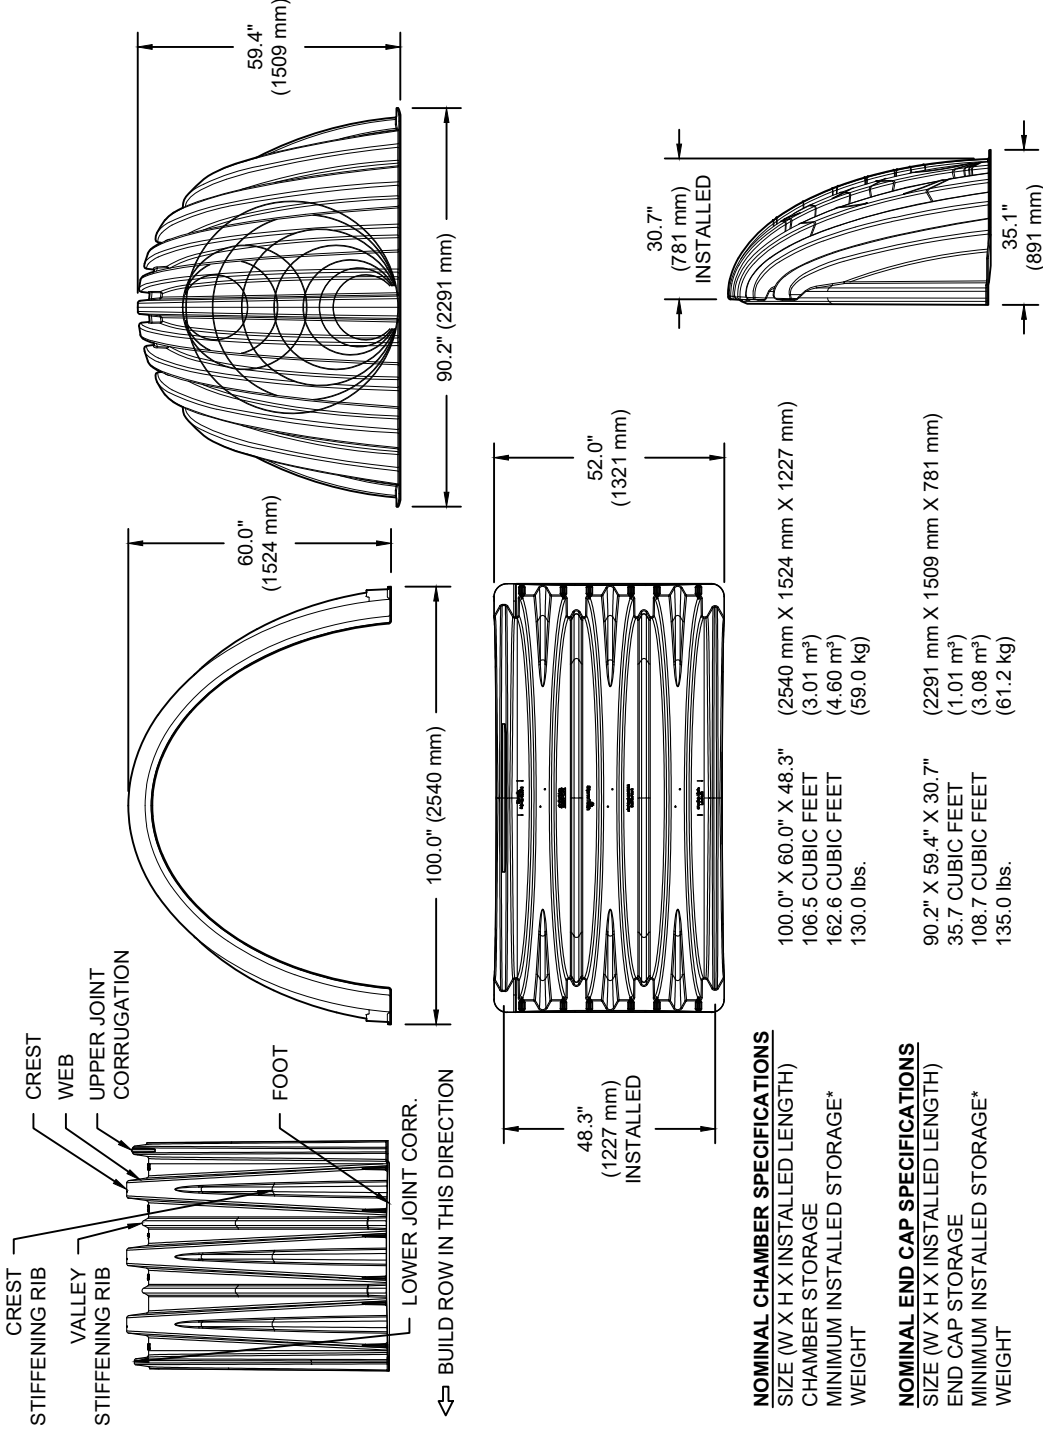 CREST
STIFFENING RIB
VALLEY
STIFFENING RIB
CREST
WEB
UPPER JOINT
CORRUGATION
FOOT
LOWER JOINT CORR.
BUILD ROW IN THIS DIRECTION
60.0"
(1524 mm)
100.0" (2540 mm)
59.4"
(1509 mm)
90.2" (2291 mm)
48.3"
(1227 mm)
INSTALLED
52.0"
(1321 mm)
30.7"
(781 mm)
INSTALLED
35.1"
(891 mm)
NOMINAL CHAMBER SPECIFICATIONS
SIZE (W X H X INSTALLED LENGTH) 100.0" X 60.0" X 48.3" (2540 mm X 1524 mm X 1227 mm)
CHAMBER STORAGE 106.5 CUBIC FEET (3.01 m³)
MINIMUM INSTALLED STORAGE* 162.6 CUBIC FEET (4.60 m³)
WEIGHT 130.0 lbs. (59.0 kg)
NOMINAL END CAP SPECIFICATIONS
SIZE (W X H X INSTALLED LENGTH) 90.2" X 59.4" X 30.7" (2291 mm X 1509 mm X 781 mm)
END CAP STORAGE 35.7 CUBIC FEET (1.01 m³)
MINIMUM INSTALLED STORAGE* 108.7 CUBIC FEET (3.08 m³)
WEIGHT 135.0 lbs. (61.2 kg)